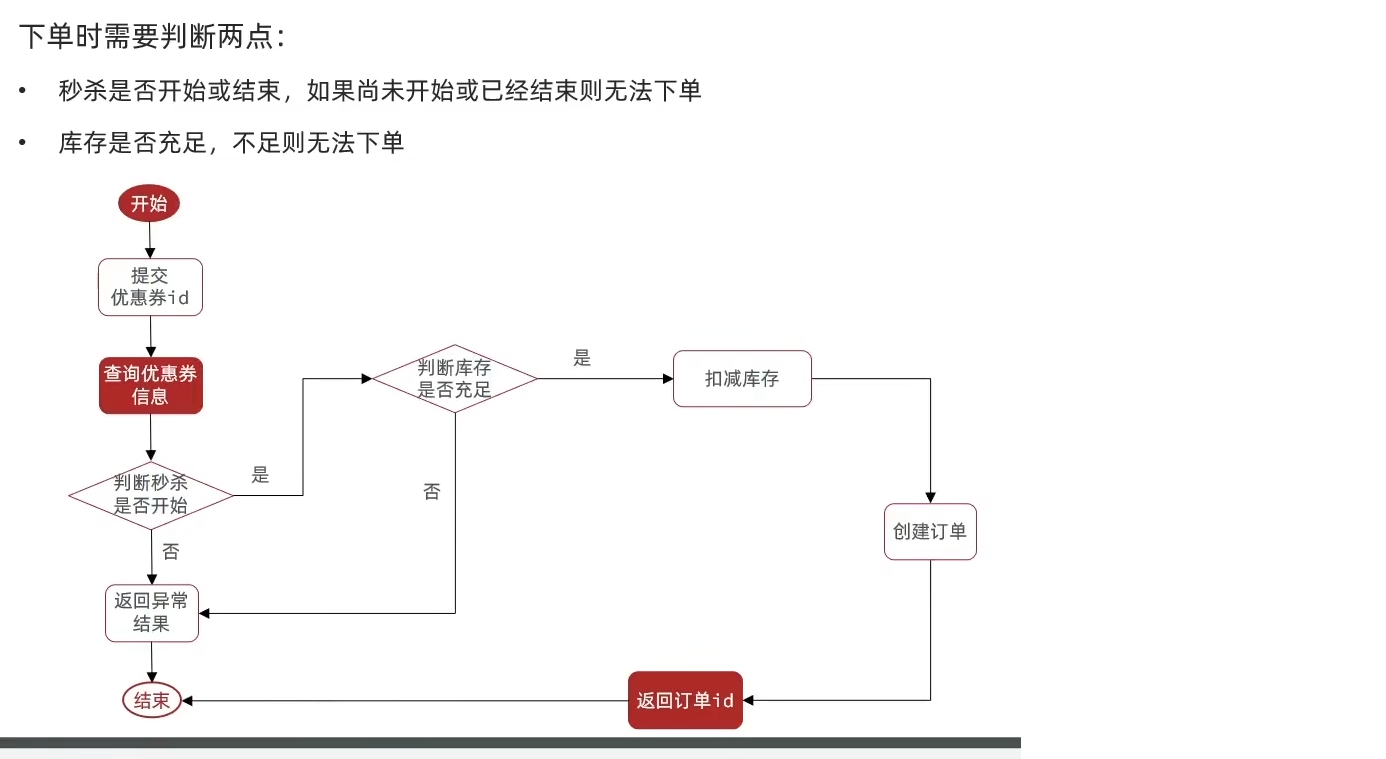 下单时需要判断两点：
• 秒杀是否开始或结束，如果尚未开始或已经结束则无法下单
• 库存是否充足，不足则无法下单
开始
提交
优惠券id
查询优惠券
信息
判断秒杀
是否开始
是
否
判断库存
是否充足
是
否
扣减库存
创建订单
返回异常
结果
返回订单id
结束